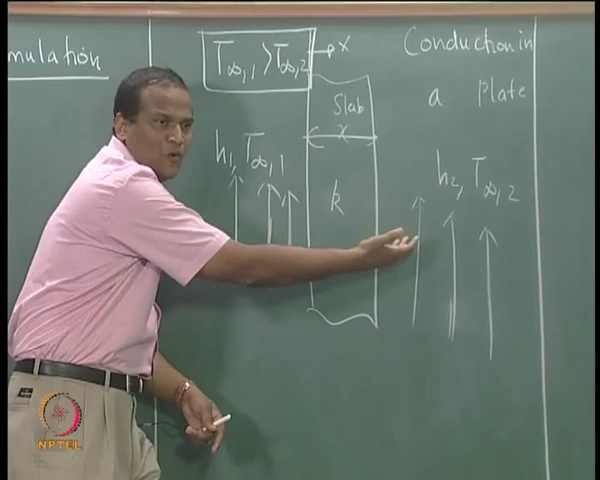 mulation
T∞,1 > T∞,2
x
Conduction in
a Plate
Slab
x
h1, T∞,1
k
h2, T∞,2
NPTEL